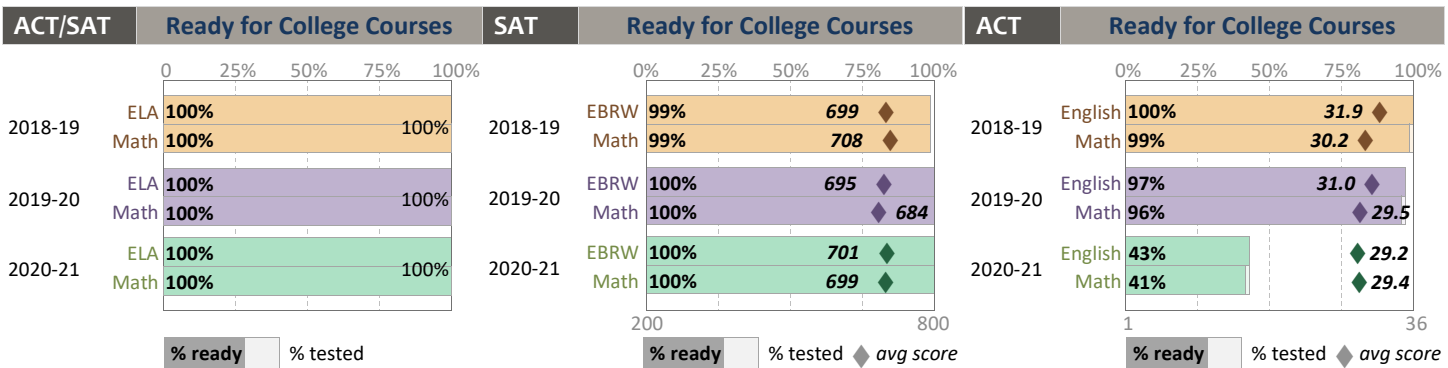 ACT/SAT Ready for College Courses SAT Ready for College Courses ACT Ready for College Courses
0 25% 50% 75% 100% 0% 25% 50% 75% 100% 0% 25% 50% 75% 100%
2018-19 ELA 100% 100% 2018-19 EBRW 99% 699 2018-19 English 100% 31.9
Math 100% Math 99% 708 Math 99% 30.2
2019-20 ELA 100% 100% 2019-20 EBRW 100% 695 2019-20 English 97% 31.0
Math 100% Math 100% 684 Math 96% 29.5
2020-21 ELA 100% 100% 2020-21 EBRW 100% 701 2020-21 English 43% 29.2
Math 100% Math 100% 699 Math 41% 29.4
200 800 1 36
% ready % tested % ready % tested avg score % ready % tested avg score